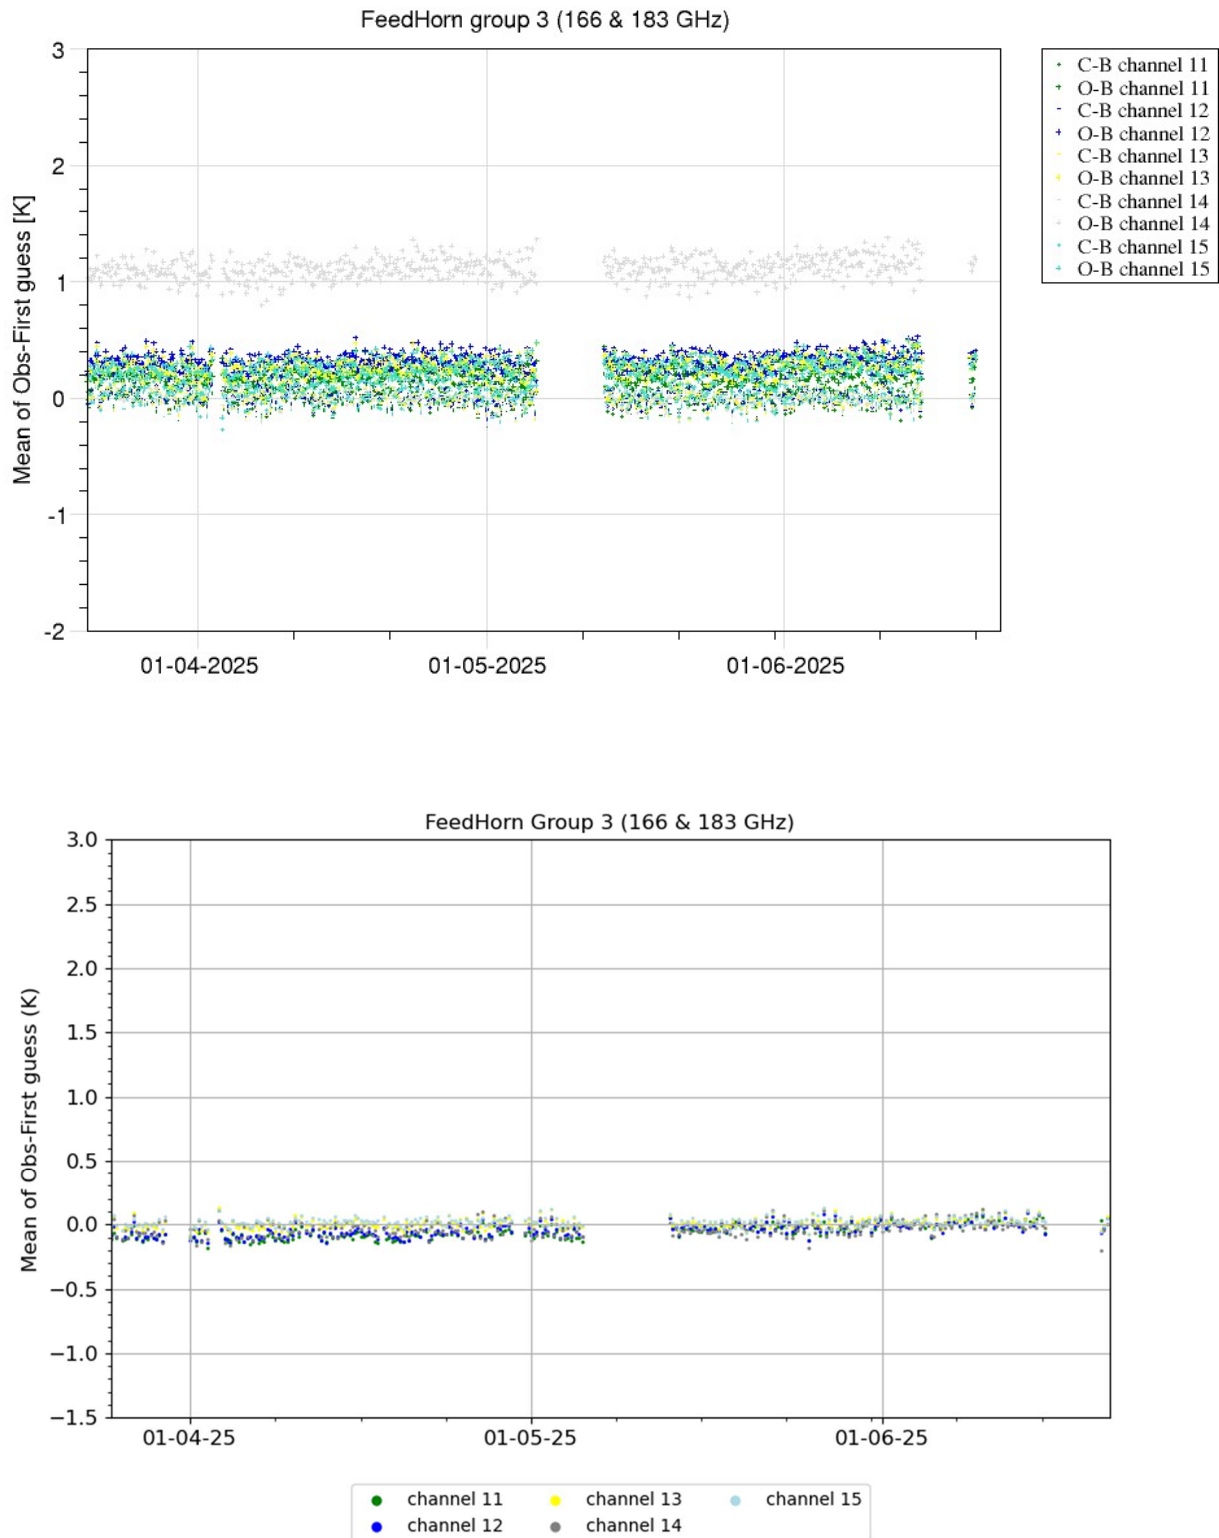 FeedHorn group 3 (166 & 183 GHz)
3
2
1
0
-1
-2
Mean of Obs-First guess [K]
01-04-2025 01-05-2025 01-06-2025
C-B channel 11
O-B channel 11
C-B channel 12
O-B channel 12
C-B channel 13
O-B channel 13
C-B channel 14
O-B channel 14
C-B channel 15
O-B channel 15
FeedHorn Group 3 (166 & 183 GHz)
3.0
2.5
2.0
1.5
1.0
0.5
0.0
−0.5
−1.0
−1.5
Mean of Obs-First guess (K)
01-04-25 01-05-25 01-06-25
channel 11 channel 13 channel 15
channel 12 channel 14